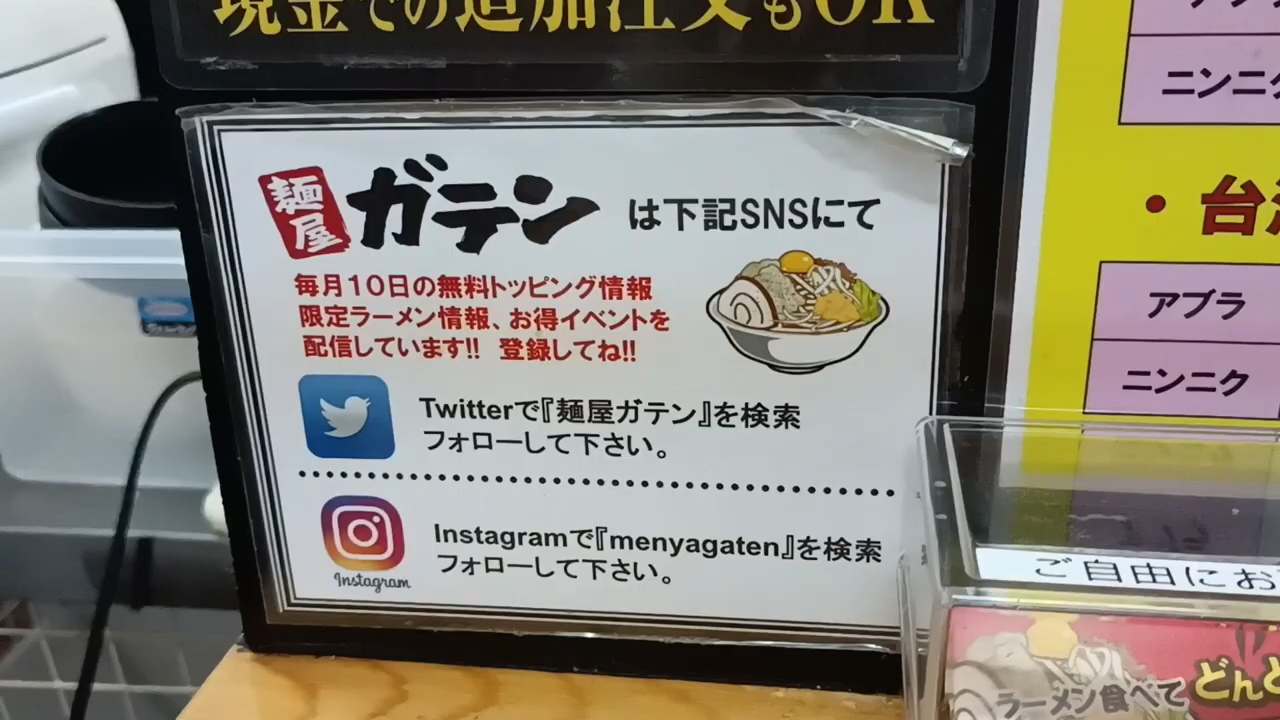 現金での追加注文もOK
麺屋 ガテン は下記SNSにて
毎月10日の無料トッピング情報
限定ラーメン情報、お得イベントを
配信しています!! 登録してね!!
Twitterで『麺屋ガテン』を検索
フォローして下さい。
Instagram
Instagramで『menyagaten』を検索
フォローして下さい。
ニンニク
・台
アブラ
ニンニク
ご自由にお
ラーメン食べて
どんど